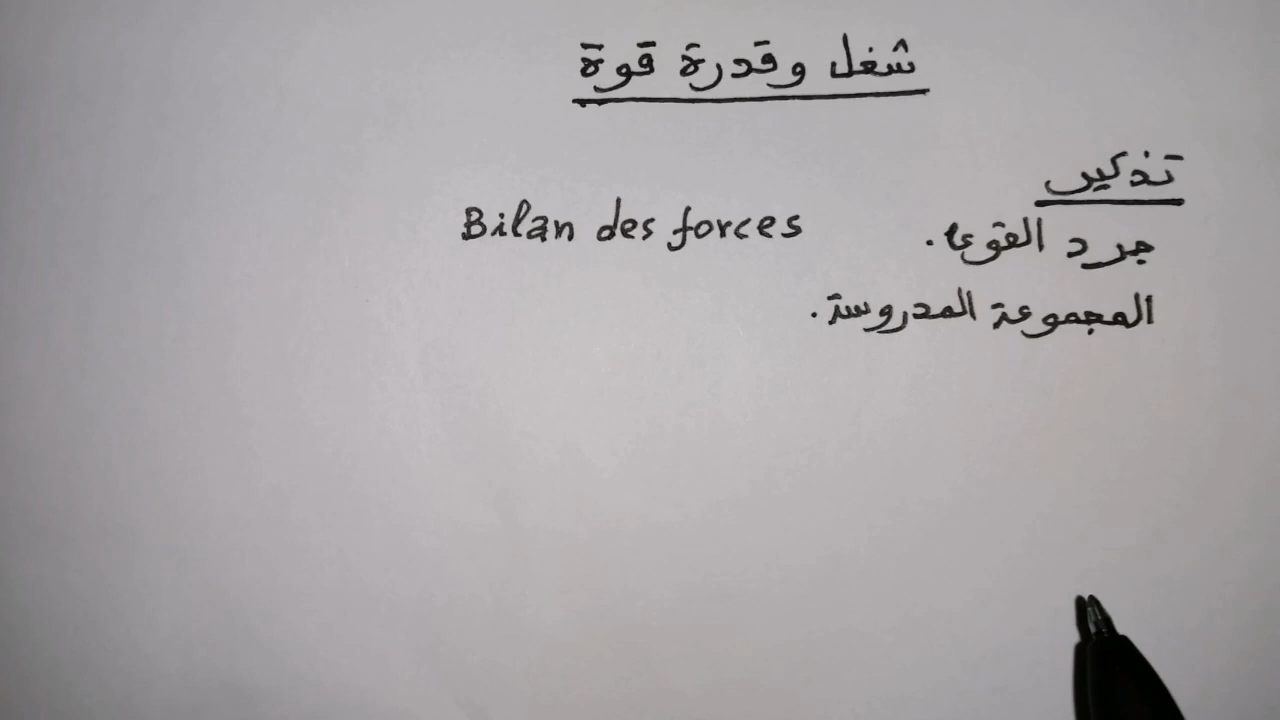 شغل وقدرة قوة
تذكير
جرد القوى. Bilan des forces
المجموعة المدروسة.